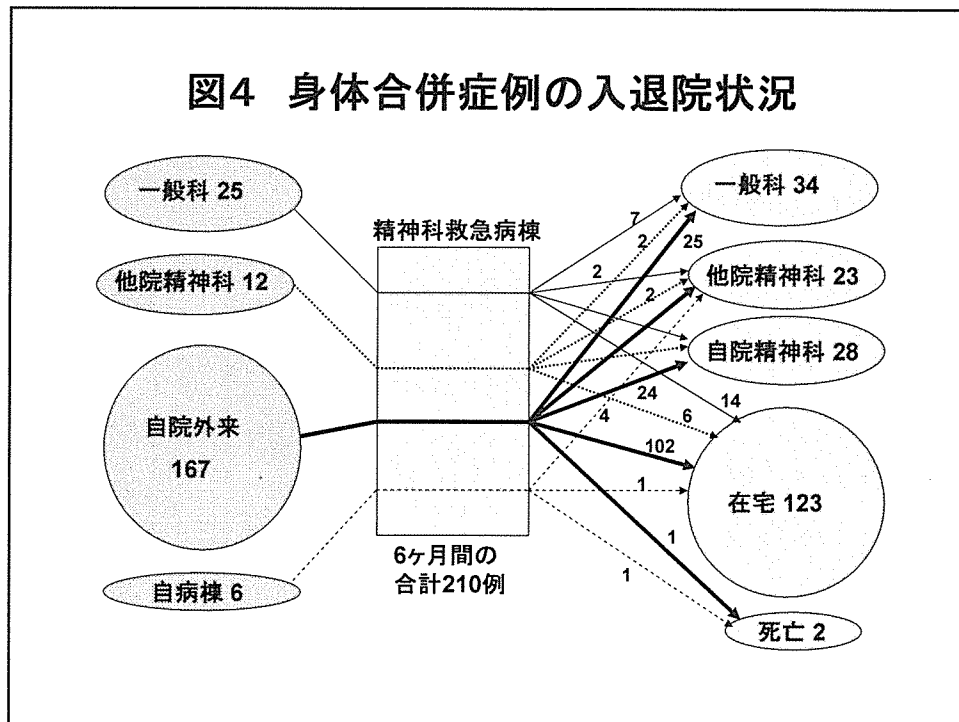 図4 身体合併症例の入退院状況
一般科 25
他院精神科 12
自院外来
167
自病棟 6
精神科救急病棟
6ヶ月間の
合計210例
7
2
25
2
2
24
4
6
14
102
1
1
1
一般科 34
他院精神科 23
自院精神科 28
在宅 123
死亡 2